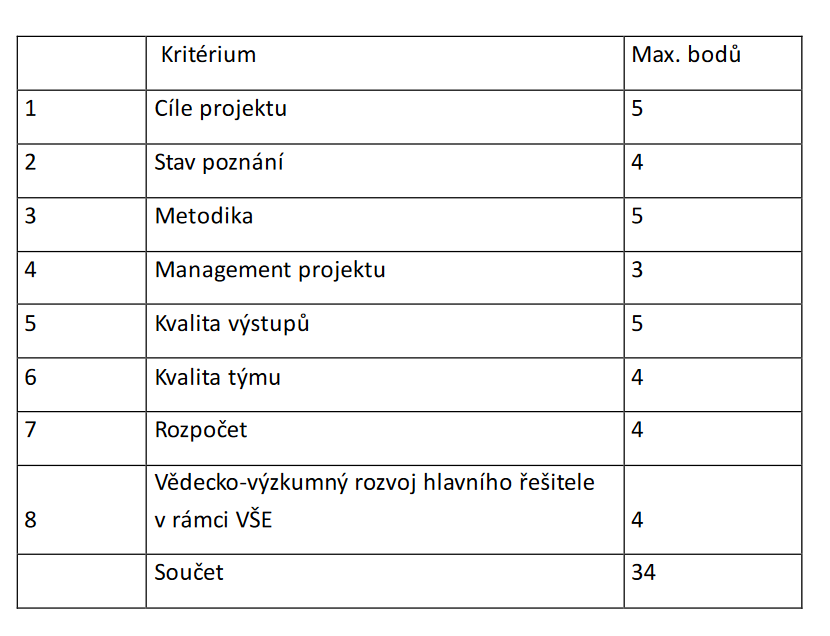 Kritérium Max. bodů
1 Cíle projektu 5
2 Stav poznání 4
3 Metodika 5
4 Management projektu 3
5 Kvalita výstupů 5
6 Kvalita týmu 4
7 Rozpočet 4
Vědecko-výzkumný rozvoj hlavního řešitele
8 v rámci VŠE 4
Součet 34